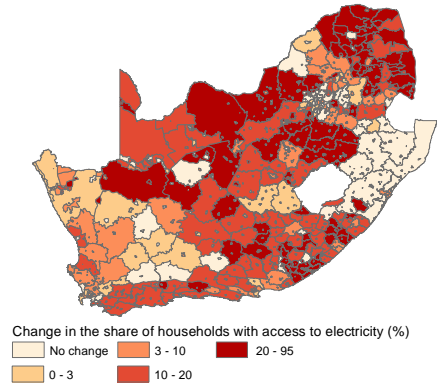 Change in the share of households with access to electricity (%)
No change 3 - 10 20 - 95
0 - 3 10 - 20